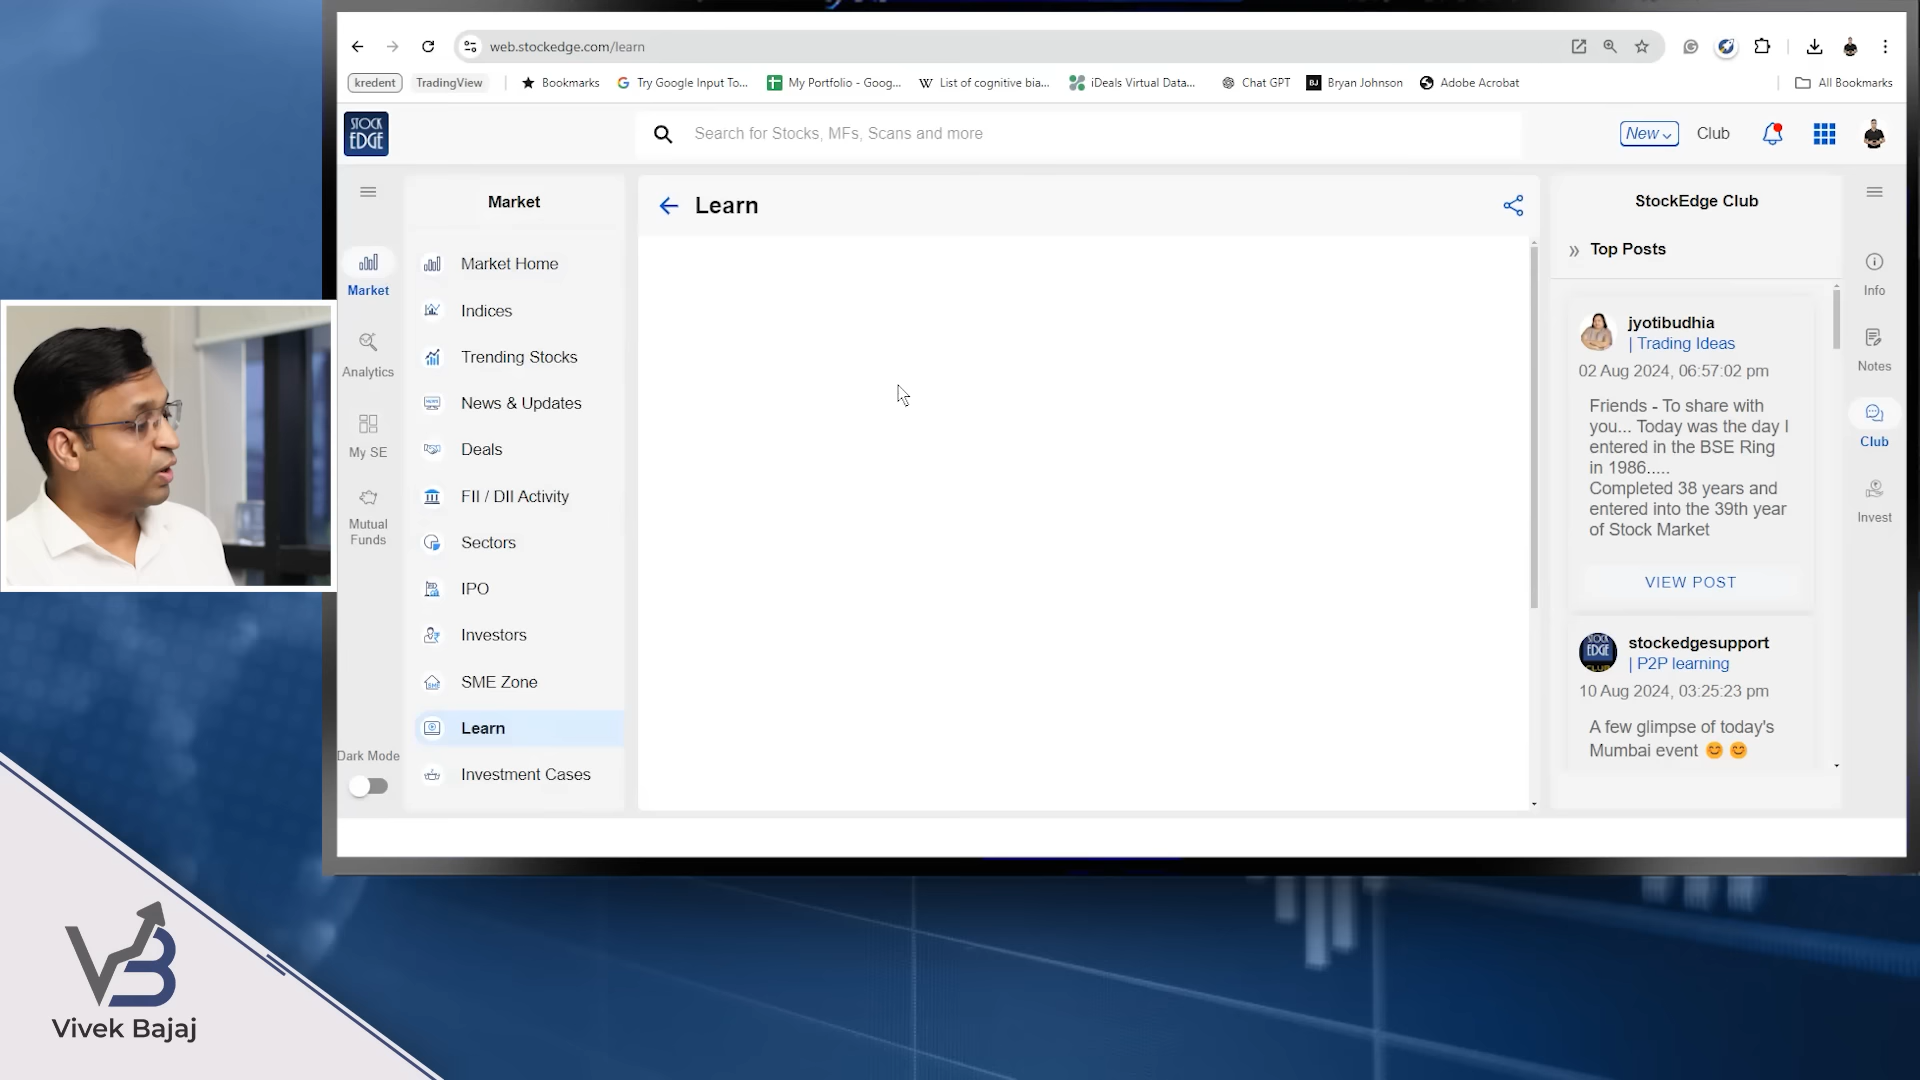 web.stockedge.com/learn
kredent
TradingView
Bookmarks
Try Google Input To...
My Portfolio - Goog...
List of cognitive bia...
iDeals Virtual Data...
Chat GPT
BJ
Bryan Johnson
Adobe Acrobat
All Bookmarks
STOCK
EDGE
Search for Stocks, MFs, Scans and more
New
Club
Market
Analytics
My SE
Mutual
Funds
Dark Mode
Market
Market Home
Indices
Trending Stocks
News & Updates
Deals
FII / DII Activity
Sectors
IPO
Investors
SME Zone
Learn
Investment Cases
Learn
StockEdge Club
Top Posts
jyotibudhia
| Trading Ideas
02 Aug 2024, 06:57:02 pm
Friends - To share with
you... Today was the day I
entered in the BSE Ring
in 1986.....
Completed 38 years and
entered into the 39th year
of Stock Market
VIEW POST
STOCK
EDGE
CLUB
stockedgesupport
| P2P learning
10 Aug 2024, 03:25:23 pm
A few glimpse of today's
Mumbai event 😊 😊
Info
Notes
Club
Invest
VB
Vivek Bajaj